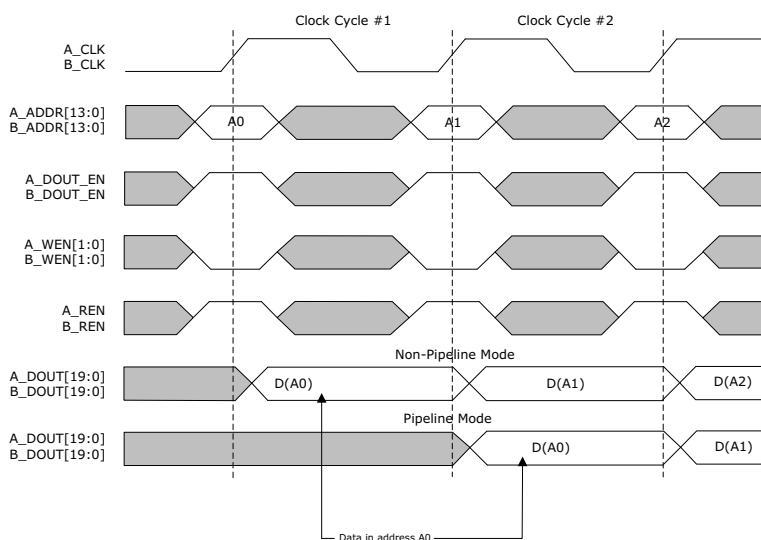 Clock Cycle #1
Clock Cycle #2
A_CLK
B_CLK
A_ADDR[13:0]
B_ADDR[13:0]
A0
A1
A2
A_DOUT_EN
B_DOUT_EN
A_WEN[1:0]
B_WEN[1:0]
A_REN
B_REN
Non-Pipeline Mode
A_DOUT[19:0]
B_DOUT[19:0]
D(A0)
D(A1)
D(A2)
Pipeline Mode
A_DOUT[19:0]
B_DOUT[19:0]
D(A0)
D(A1)
Data in address A0